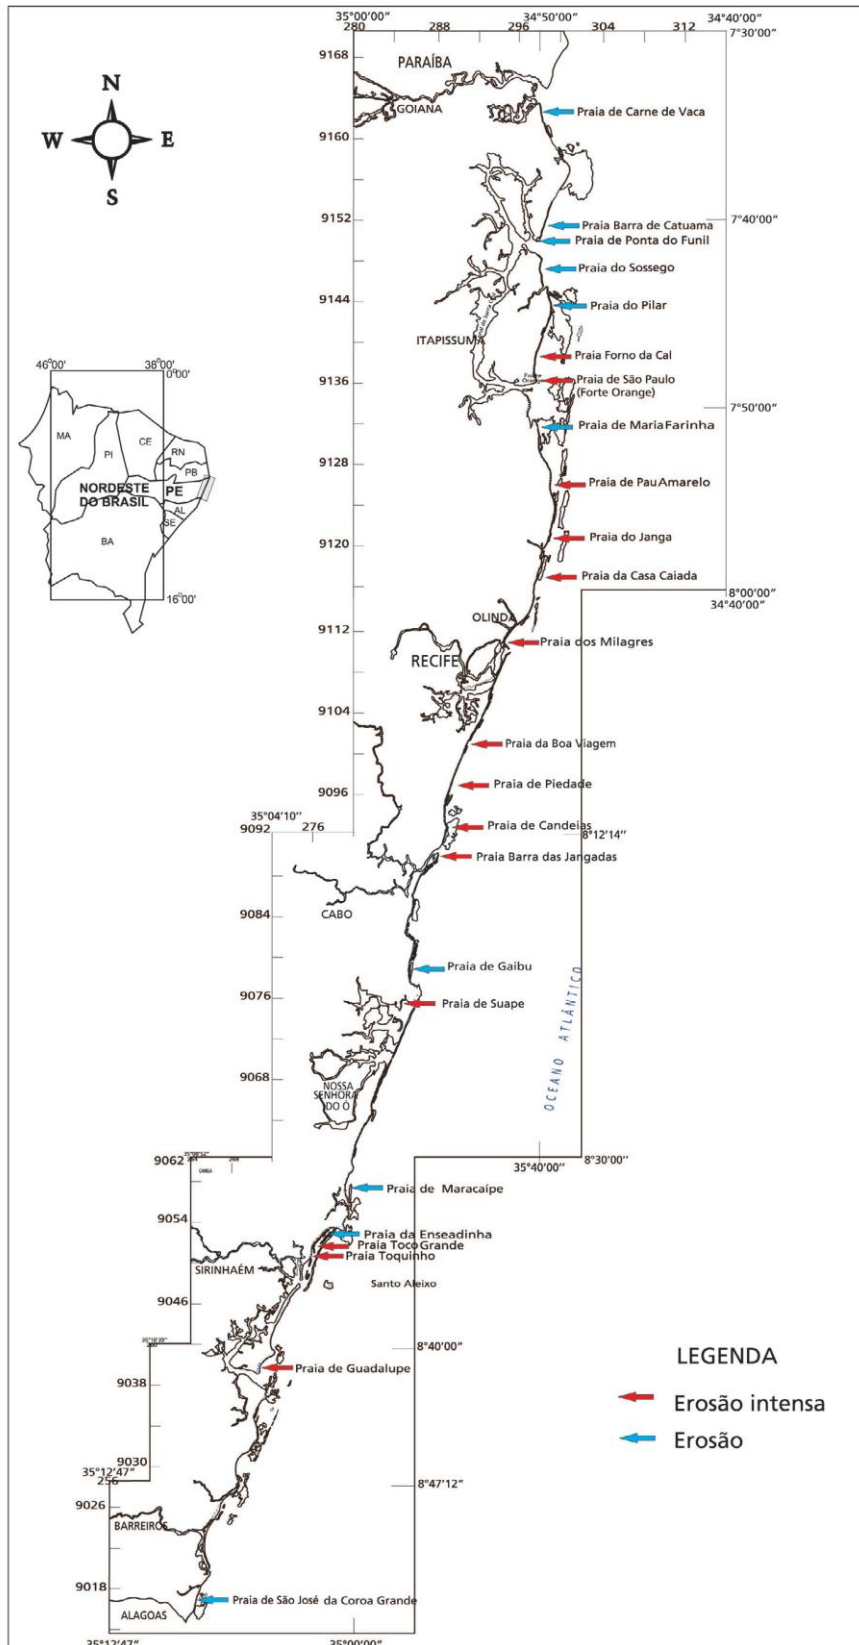 35°00'00" 34°50'00" 34°40'00"
280 288 296 304 312 7°30'00"
9168
PARAÍBA
GOIANA
Praia de Carne de Vaca
N
W E
S
9160
9152
7°40'00"
Praia Barra de Catuama
Praia de Ponta do Funil
Praia do Sossego
9144
Praia do Pilar
ITAPISSUMA
Praia Forno da Cal
9136
Praia de São Paulo
(Forte Orange)
7°50'00"
Praia de Maria Farinha
46°00' 38°00'
0°00'
MA
PI
CE
RN
PB
NORDESTE
DO BRASIL
PE
AL
SE
BA
16°00'
9128
Praia de Pau Amarelo
9120
Praia do Janga
Praia da Casa Caiada
8°00'00"
34°40'00"
OLINDA
9112
Praia dos Milagres
RECIFE
9104
Praia da Boa Viagem
9096
Praia de Piedade
35°04'10"
9092 276
Praia de Candeias
8°12'14"
Praia Barra das Jangadas
CABO
9084
Praia de Gaibu
9076
Praia de Suape
OCEANO ATLÂNTICO
9068
NOSSA
SENHORA
DO Ó
9062
8°30'00"
35°40'00"
Praia de Maracaípe
9054
Praia da Enseadinha
Praia Toco Grande
Praia Toquinho
SIRINHAÉM
Santo Aleixo
9046
8°40'00"
Praia de Guadalupe
9038
LEGENDA
Erosão intensa
Erosão
9030
35°12'47"
256
8°47'12"
9026
BARREIROS
9018
Praia de São José da Coroa Grande
ALAGOAS
35°12'47" 35°00'00"